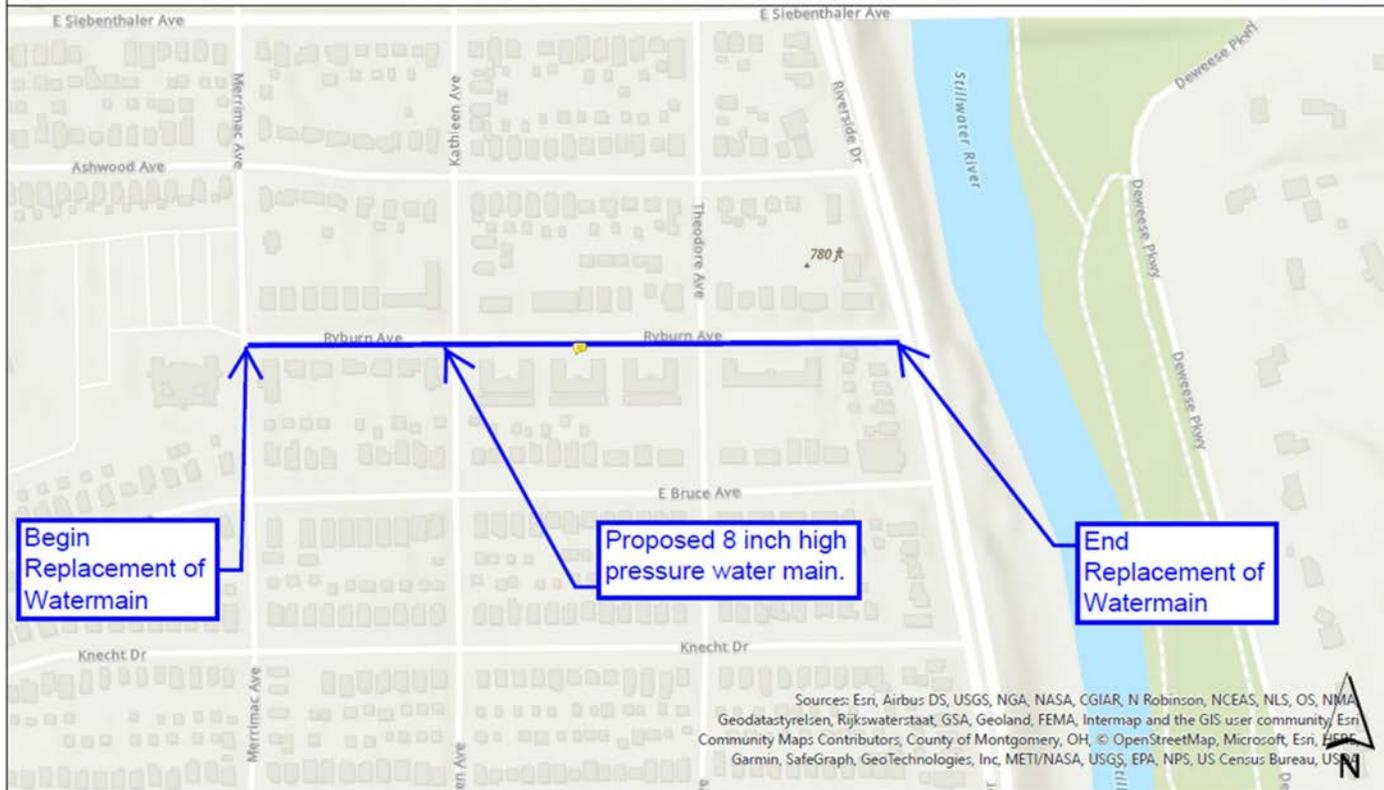 E Siebenthaler Ave
E Siebenthaler Ave
Deweese Pkwy
Merrimac Ave
Kathleen Ave
Riverside Dr
Stillwater River
Ashwood Ave
Deweese Pkwy
Theodore Ave
780 ft
Ryburn Ave
Ryburn Ave
Deweese Pkwy
E Bruce Ave
Begin
Replacement of
Watermain
Proposed 8 inch high
pressure water main.
End
Replacement of
Watermain
Knecht Dr
Knecht Dr
Merrimac Ave
en Ave
Sources: Esri, Airbus DS, USGS, NGA, NASA, CGIAR, N Robinson, NCEAS, NLS, OS, NMA,
Geodatastyrelsen, Rijkswaterstaat, GSA, Geoland, FEMA, Intermap and the GIS user community, Esri
Community Maps Contributors, County of Montgomery, OH, © OpenStreetMap, Microsoft, Esri, HERE,
Garmin, SafeGraph, GeoTechnologies, Inc, METI/NASA, USGS, EPA, NPS, US Census Bureau, USDA
N